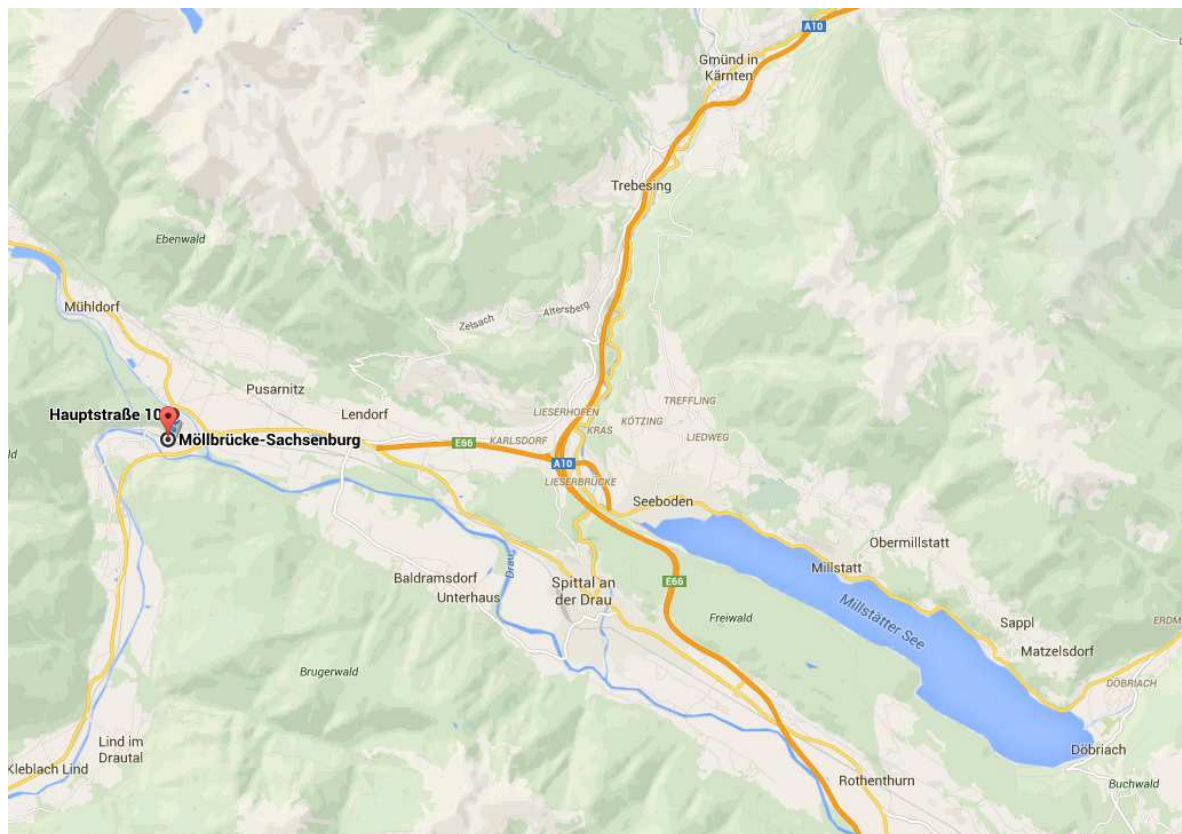 A10
Gmünd in
Kärnten
Trebesing
Ebenwald
Mühldorf
Altersberg
Zelsach
Pusarnitz
TREFFLING
Hauptstraße 10
Lendorf
LIESERHOFEN
KÖTZING
KRAS
LIEDWEG
Möllbrücke-Sachsenburg
E66
KARLSDORF
A10
LIESERBRÜCKE
Seeboden
Obermillstatt
Drau
Millstatt
Baldramsdorf
Spittal an
der Drau
E66
Unterhaus
Millstätter See
Freiwald
Sappl
ERDM
Matzelsdorf
Brugerwald
DÖBRIACH
Lind im
Drautal
Döbriach
Kleblach Lind
Rothenthurn
Buchwald